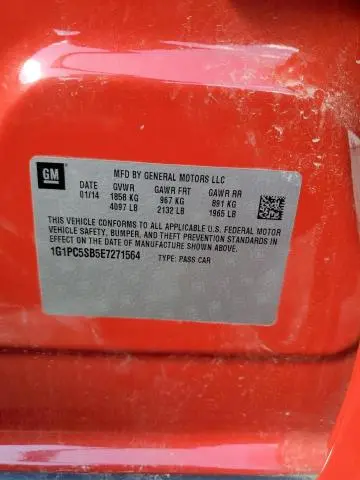 GM
MFD BY GENERAL MOTORS LLC
DATE GVWR GAWR FRT GAWR RR
01/14 1858 KG 967 KG 891 KG
4097 LB 2132 LB 1965 LB
THIS VEHICLE CONFORMS TO ALL APPLICABLE U.S. FEDERAL MOTOR
VEHICLE SAFETY, BUMPER, AND THEFT PREVENTION STANDARDS IN
EFFECT ON THE DATE OF MANUFACTURE SHOWN ABOVE.
1G1PC5SB5E7271564 TYPE: PASS CAR